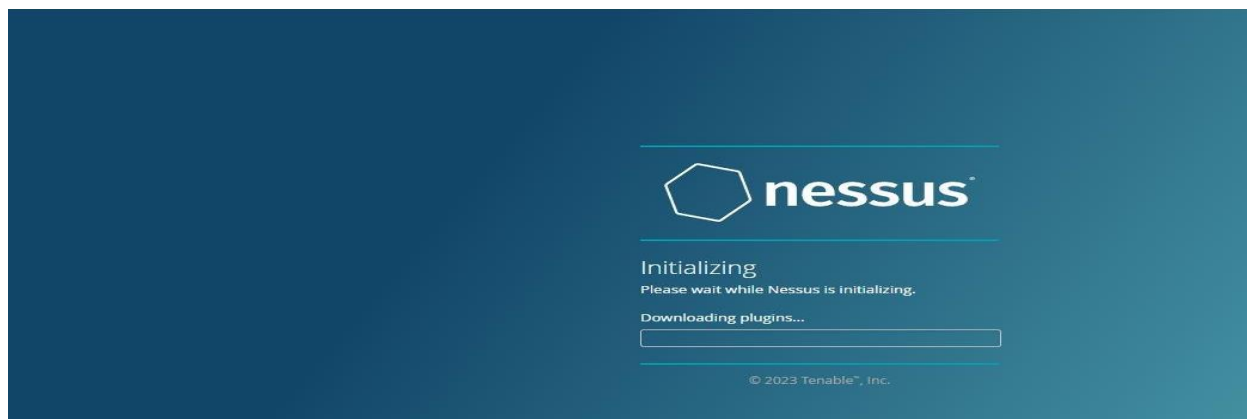 nessus
Initializing
Please wait while Nessus is initializing.
Downloading plugins...
© 2023 Tenable™, Inc.